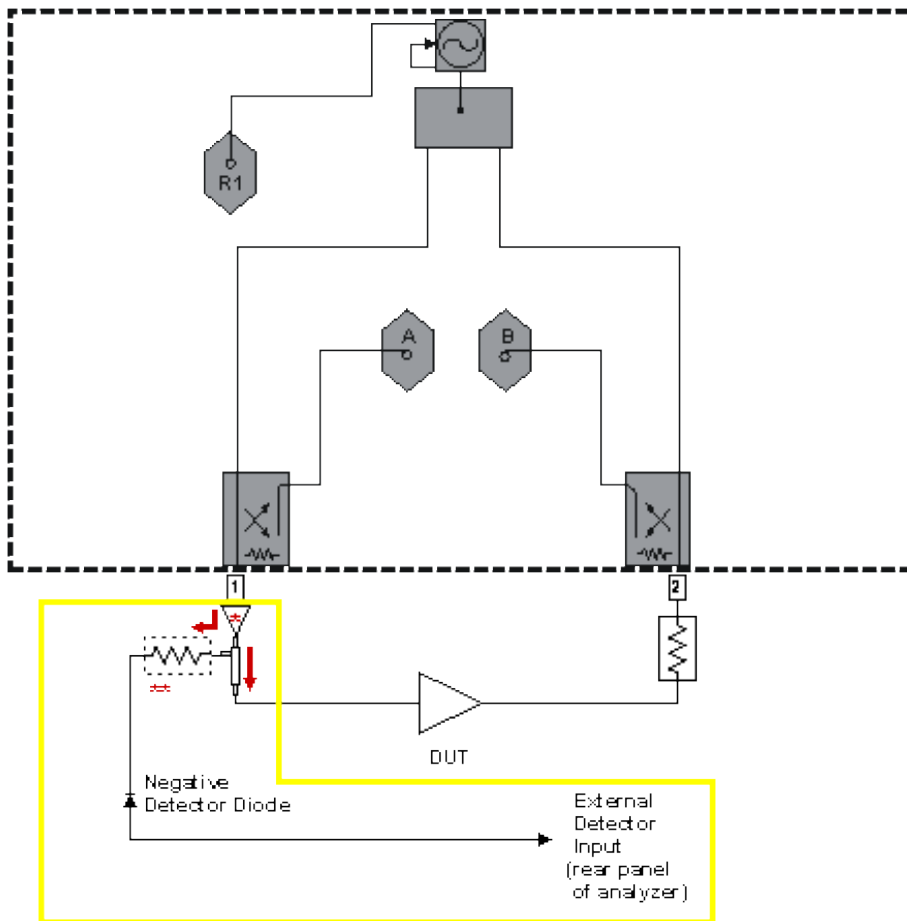 R1
A
B
1
2
*
**
DUT
Negative
Detector Diode
External
Detector
Input
(rear panel
of analyzer)